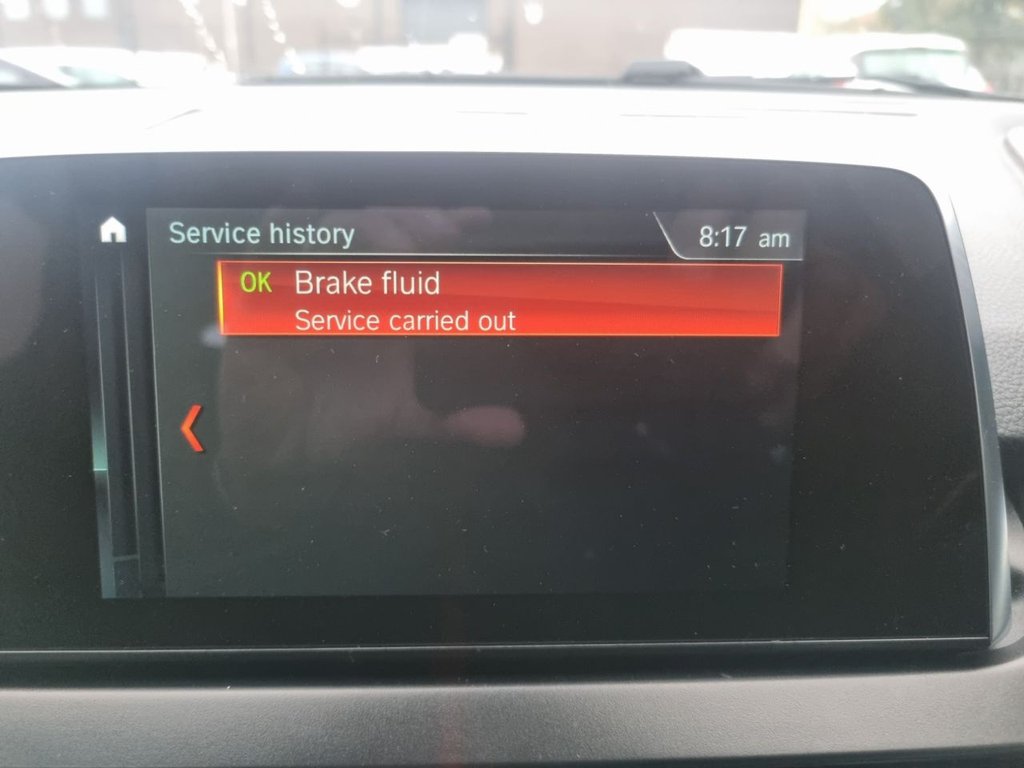 Service history
8:17 am
OK Brake fluid
Service carried out